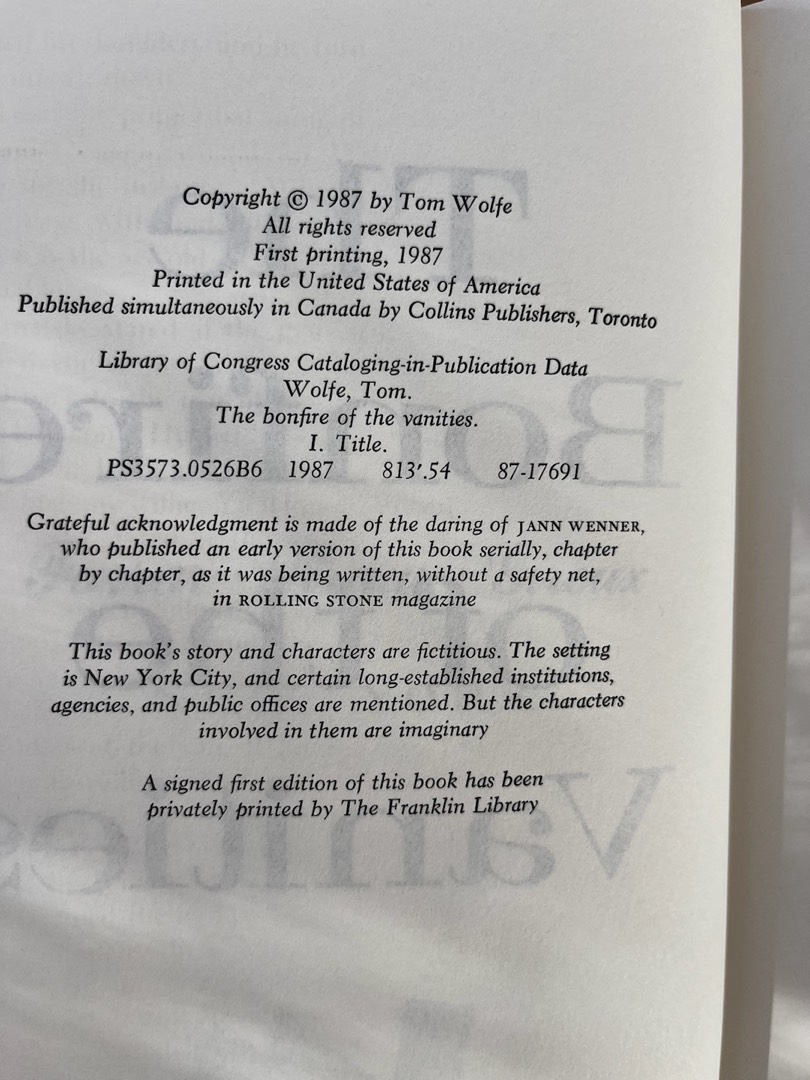 Copyright © 1987 by Tom Wolfe
All rights reserved
First printing, 1987
Printed in the United States of America
Published simultaneously in Canada by Collins Publishers, Toronto
Library of Congress Cataloging-in-Publication Data
Wolfe, Tom.
The bonfire of the vanities.
I. Title.
PS3573.0526B6 1987 813'.54 87-17691
Grateful acknowledgment is made of the daring of JANN WENNER,
who published an early version of this book serially, chapter
by chapter, as it was being written, without a safety net,
in ROLLING STONE magazine
This book's story and characters are fictitious. The setting
is New York City, and certain long-established institutions,
agencies, and public offices are mentioned. But the characters
involved in them are imaginary
A signed first edition of this book has been
privately printed by The Franklin Library